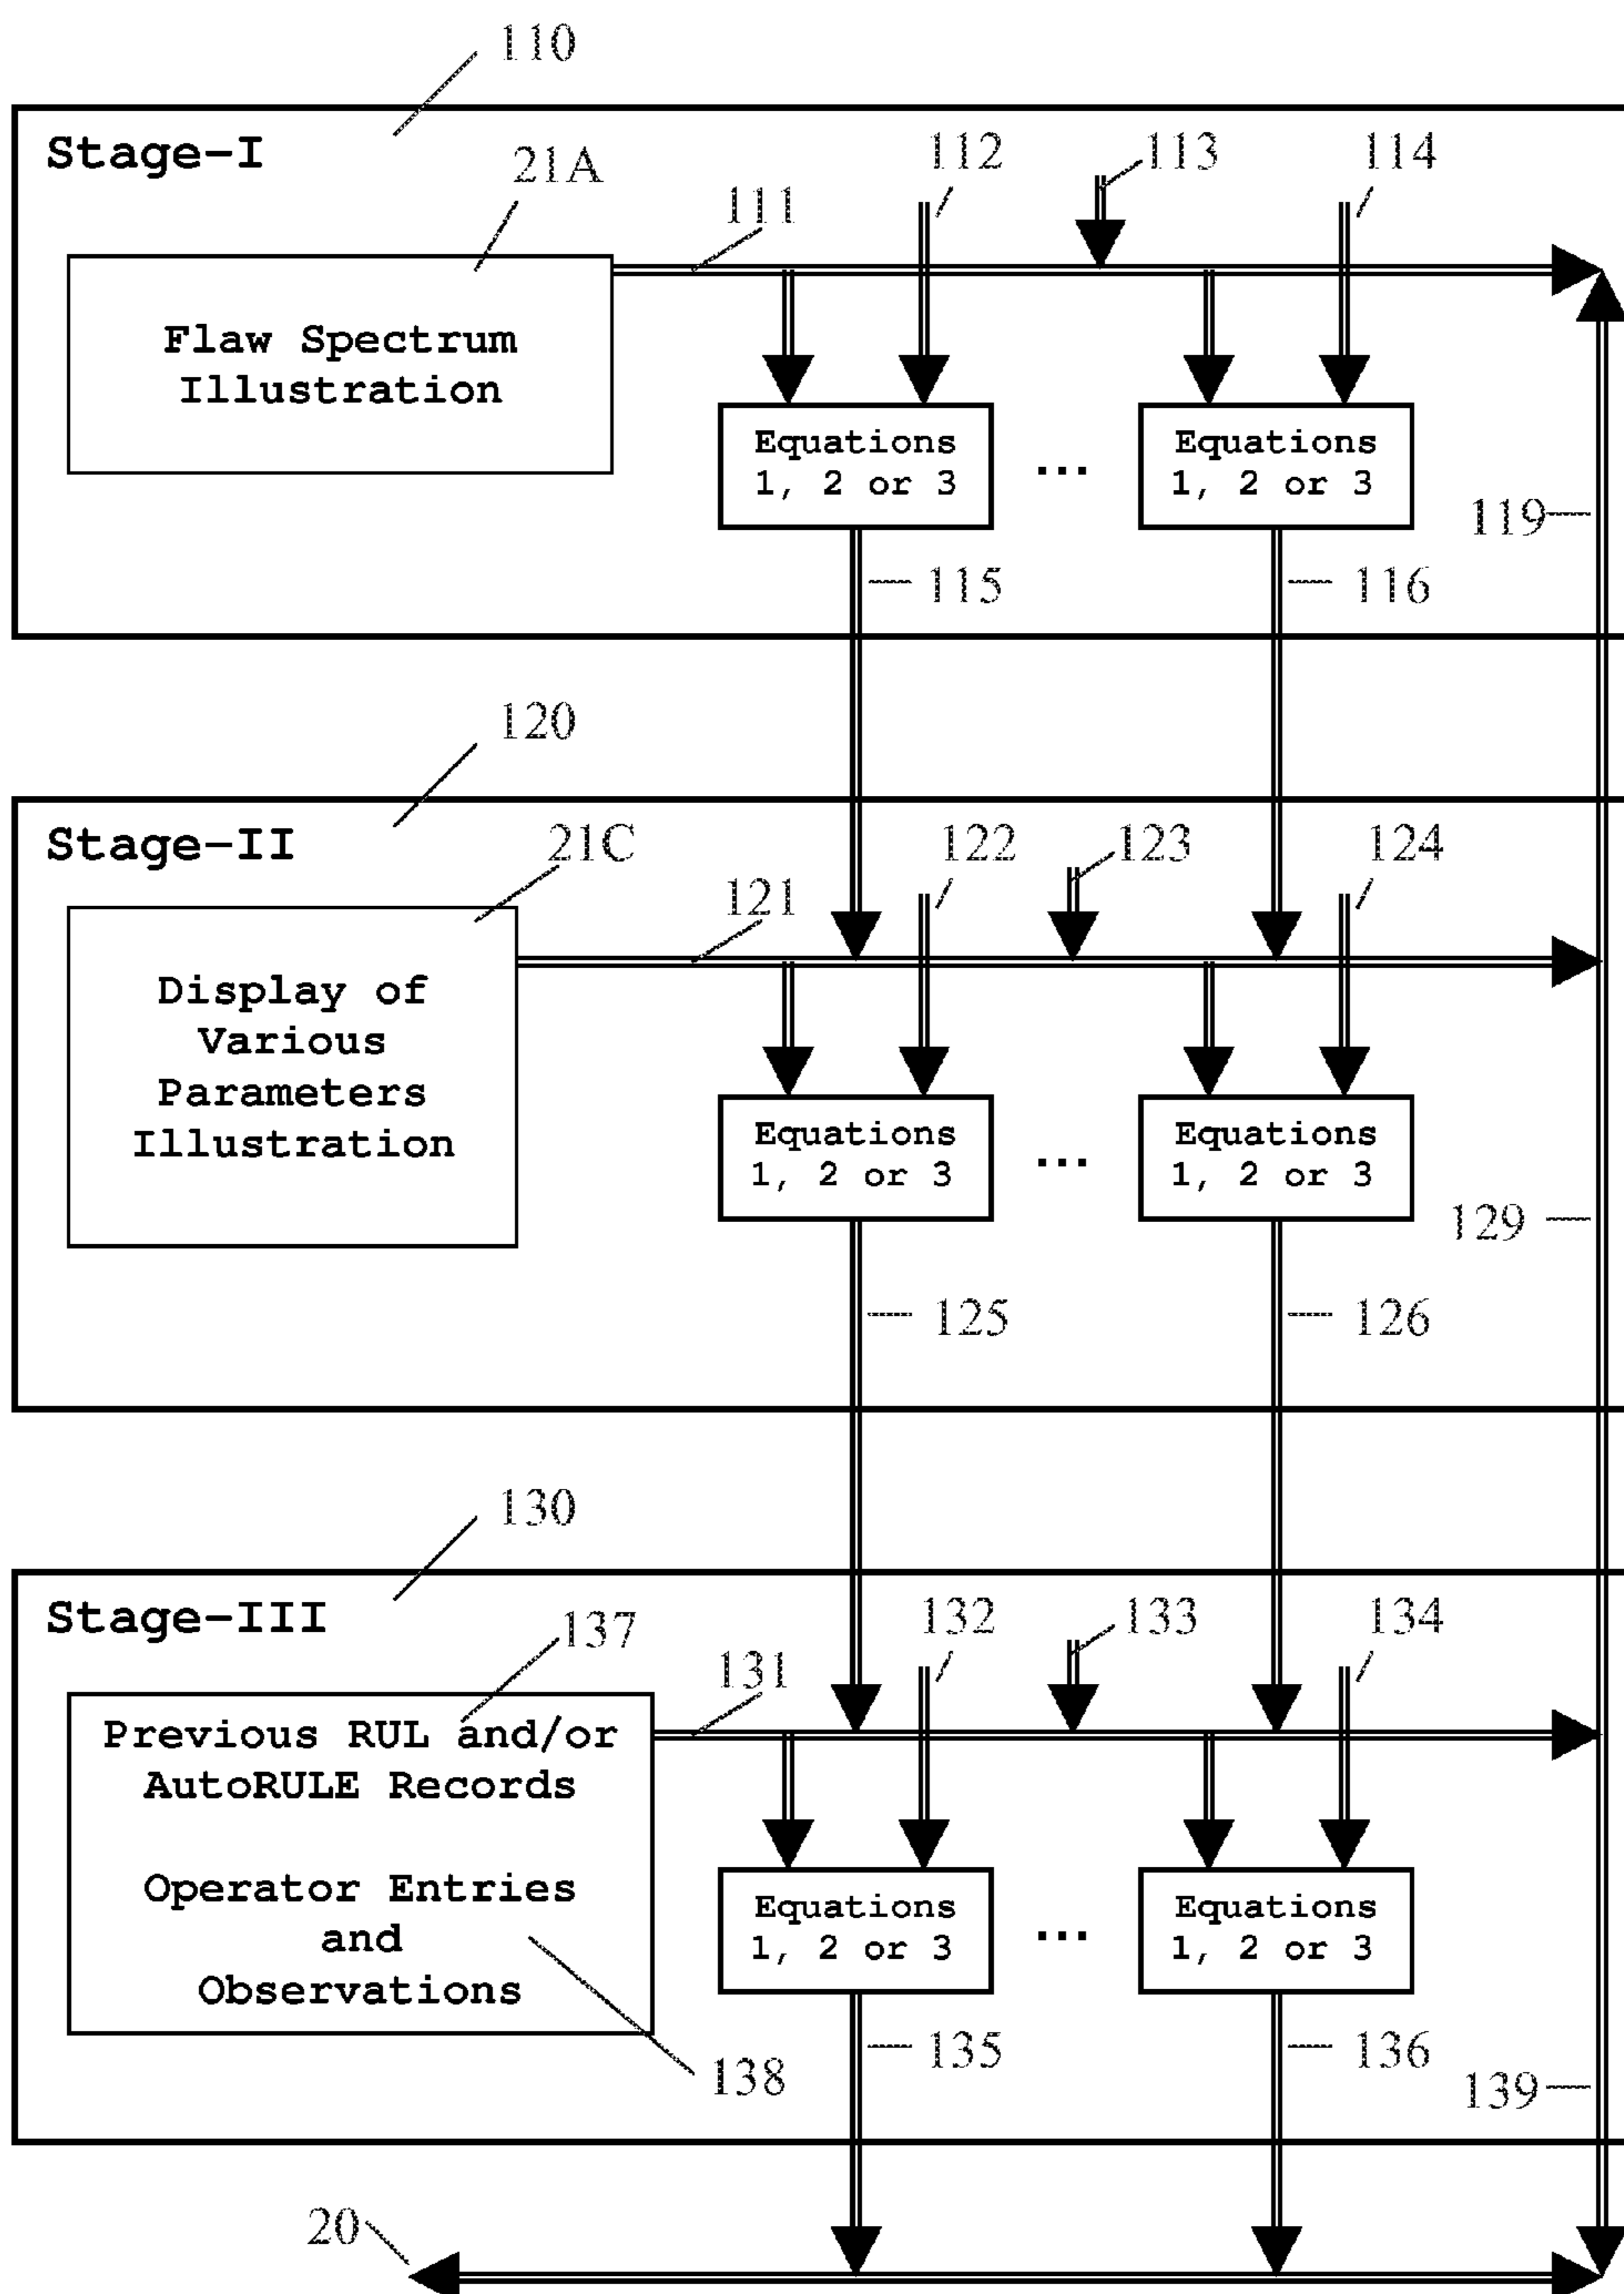 110
Stage-I
21A
111
112
113
114
Flaw Spectrum
Illustration
Equations
1, 2 or 3
...
Equations
1, 2 or 3
119
115
116
120
Stage-II
21C
121
122
123
124
Display of
Various
Parameters
Illustration
Equations
1, 2 or 3
...
Equations
1, 2 or 3
129
125
126
130
Stage-III
137
131
132
133
134
Previous RUL and/or
AutoRULE Records
Operator Entries
and
Observations
Equations
1, 2 or 3
...
Equations
1, 2 or 3
135
136
138
139
20